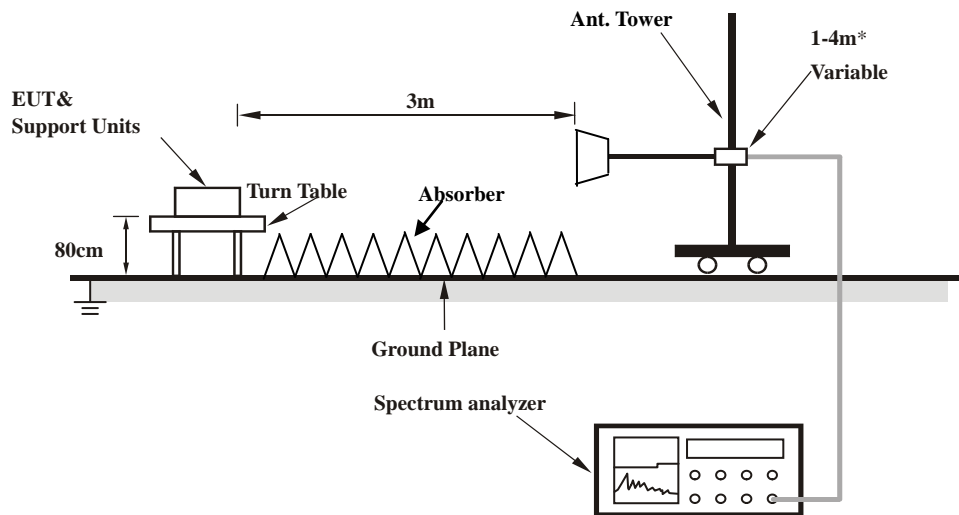 Ant. Tower
1-4m*
Variable
3m
EUT&
Support Units
Turn Table
Absorber
80cm
Ground Plane
Spectrum analyzer